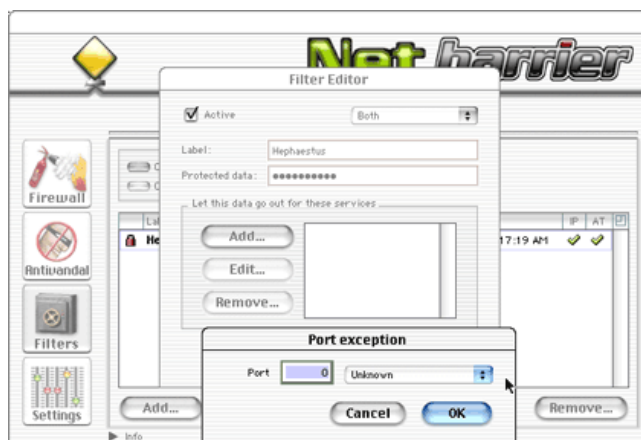 Net barrier
Filter Editor
Active
Both
Label:
Hephaestus
Protected data:
Let this data go out for these services
Add...
Edit...
Remove...
Firewall
Antivandal
Filters
Settings
La
IP
AT
He
17:19 AM
Port exception
Port
0
Unknown
Cancel
OK
Add...
Remove...
Info